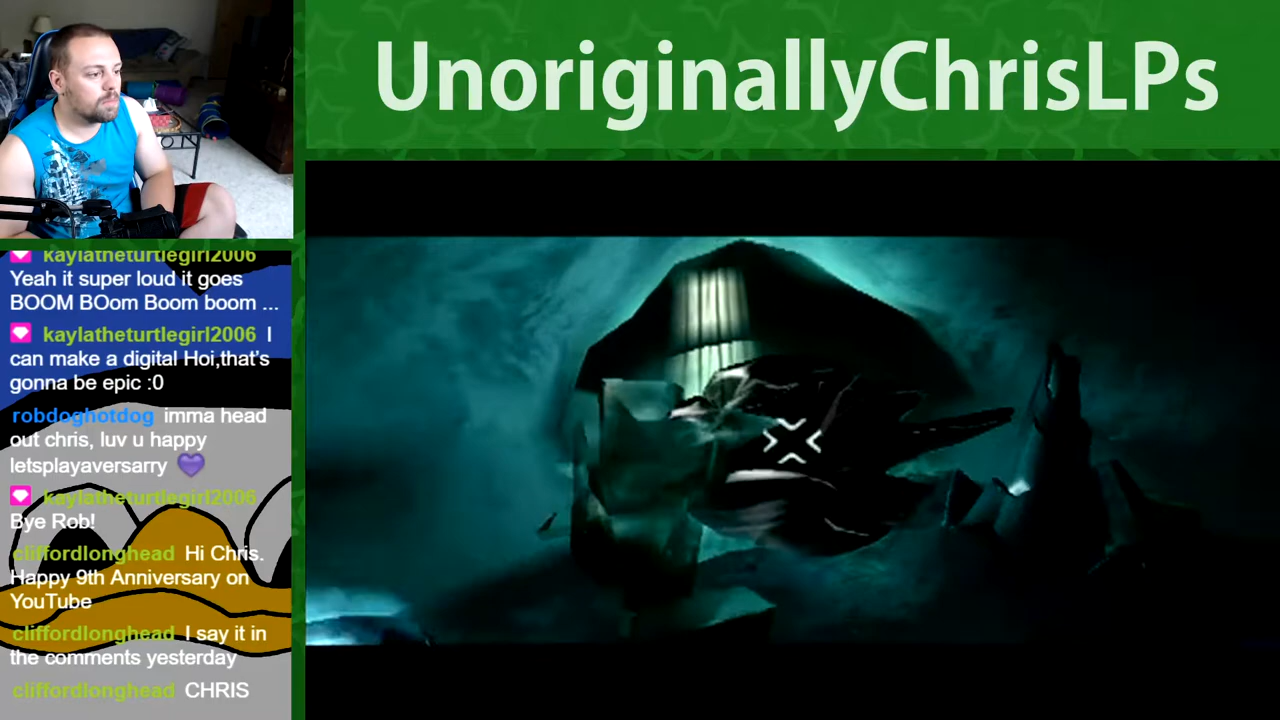 UnoriginallyChrisLPs
kaylatheturtlegirl2006
Yeah it super loud it goes
BOOM BOom Boom boom ...
kaylatheturtlegirl2006 I
can make a digital Hoi,that's
gonna be epic :0
robdoghotdog imma head
out chris, luv u happy
letsplayaversarry
kaylatheturtlegirl2006
Bye Rob!
cliffordlonghead Hi Chris.
Happy 9th Anniversary on
YouTube
cliffordlonghead I say it in
the comments yesterday
cliffordlonghead CHRIS